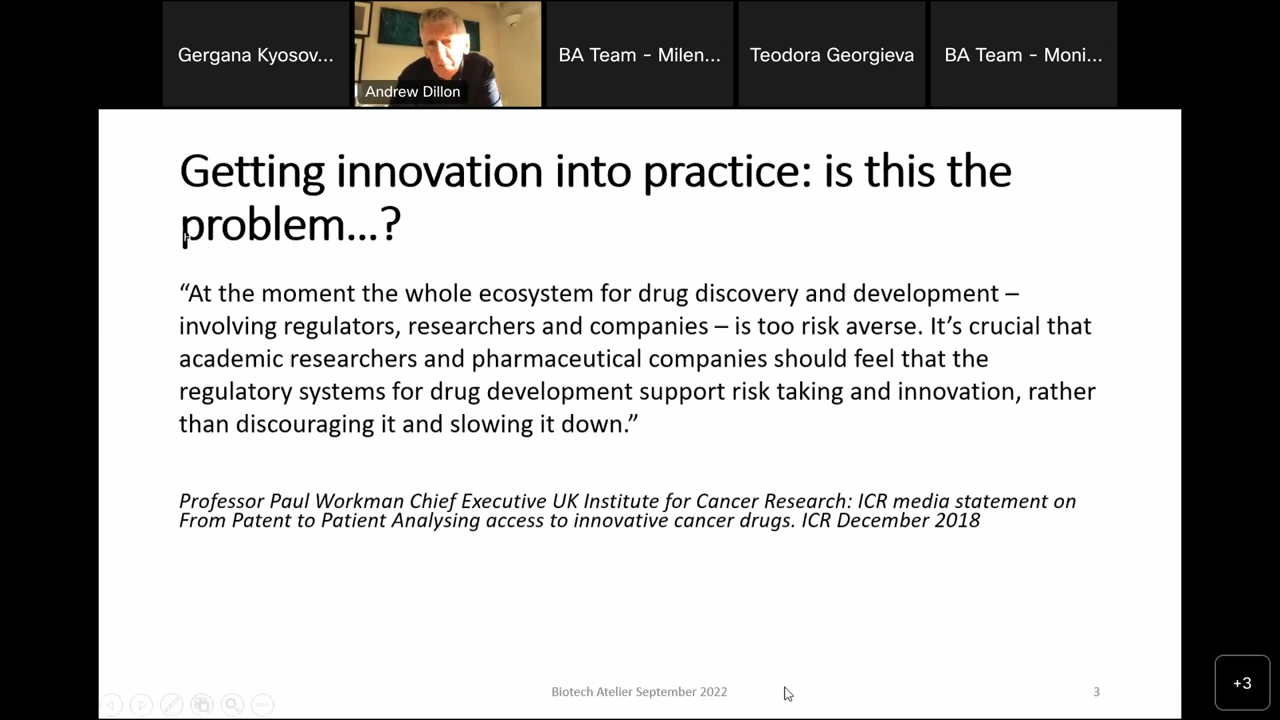 Gergana Kyosov...
Andrew Dillon
BA Team - Milen...
Teodora Georgieva
BA Team - Moni...
Getting innovation into practice: is this the
problem...?
“At the moment the whole ecosystem for drug discovery and development –
involving regulators, researchers and companies – is too risk averse. It’s crucial that
academic researchers and pharmaceutical companies should feel that the
regulatory systems for drug development support risk taking and innovation, rather
than discouraging it and slowing it down.”
Professor Paul Workman Chief Executive UK Institute for Cancer Research: ICR media statement on
From Patent to Patient Analysing access to innovative cancer drugs. ICR December 2018
Biotech Atelier September 2022
3
+3